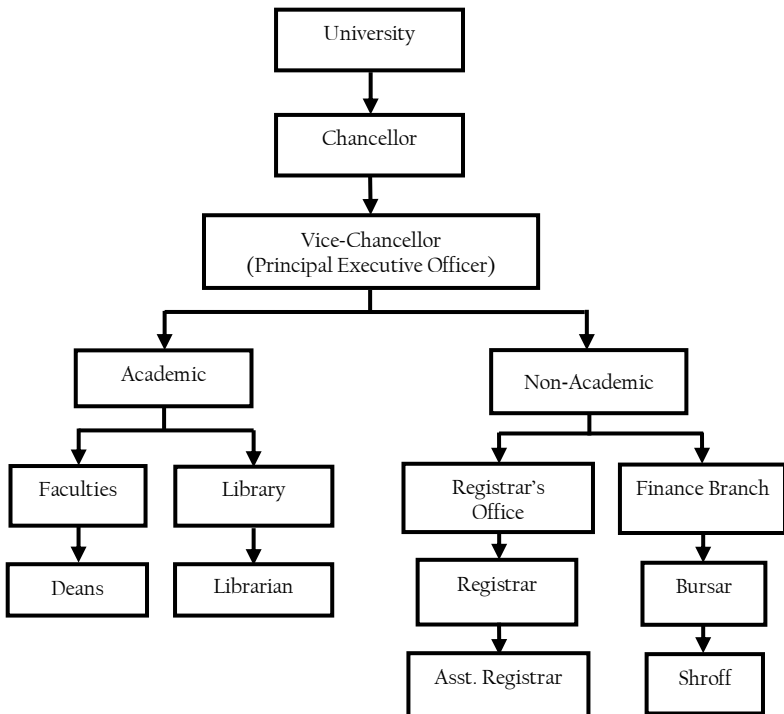 University
Chancellor
Vice-Chancellor
(Principal Executive Officer)
Academic
Non-Academic
Faculties
Library
Registrar's
Office
Finance Branch
Deans
Librarian
Registrar
Bursar
Asst. Registrar
Shroff